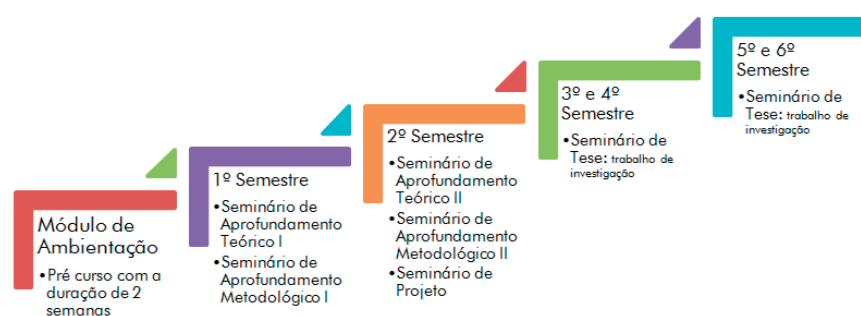 Módulo de
Ambientação
•Pré curso com a
duração de 2
semanas
1º Semestre
•Seminário de
Aprofundamento
Teórico I
•Seminário de
Aprofundamento
Metodológico I
2º Semestre
•Seminário de
Aprofundamento
Teórico II
•Seminário de
Aprofundamento
Metodológico II
•Seminário de
Projeto
3º e 4º
Semestre
•Seminário de
Tese: trabalho de
investigação
5º e 6º
Semestre
•Seminário de
Tese: trabalho de
investigação